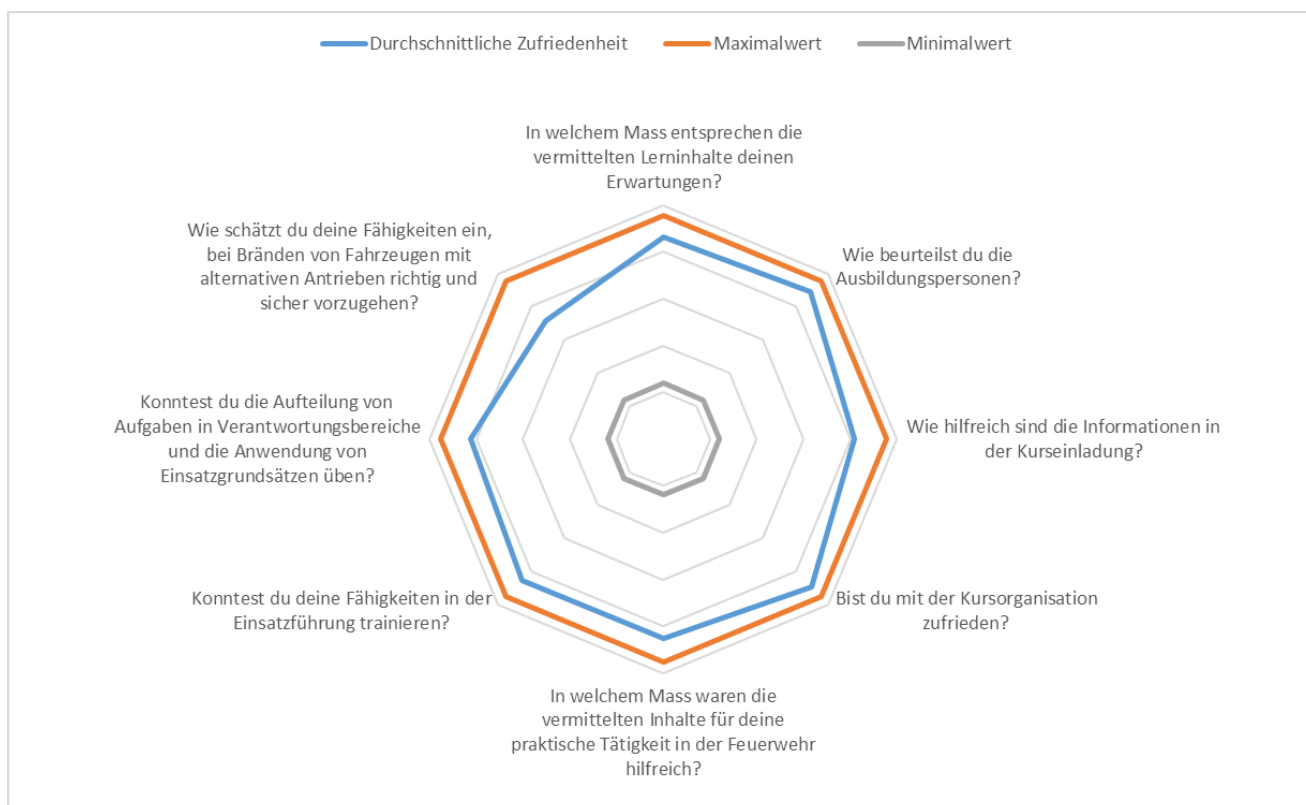 Durchschnittliche Zufriedenheit
Maximalwert
Minimalwert
In welchem Mass entsprechen die
vermittelten Lerninhalte deinen
Erwartungen?
Wie beurteilst du die
Ausbildungspersonen?
Wie hilfreich sind die Informationen in
der Kurseinladung?
Bist du mit der Kursorganisation
zufrieden?
In welchem Mass waren die
vermittelten Inhalte für deine
praktische Tätigkeit in der Feuerwehr
hilfreich?
Konntest du deine Fähigkeiten in der
Einsatzführung trainieren?
Konntest du die Aufteilung von
Aufgaben in Verantwortungsbereiche
und die Anwendung von
Einsatzgrundsätzen üben?
Wie schätzt du deine Fähigkeiten ein,
bei Bränden von Fahrzeugen mit
alternativen Antrieben richtig und
sicher vorzugehen?